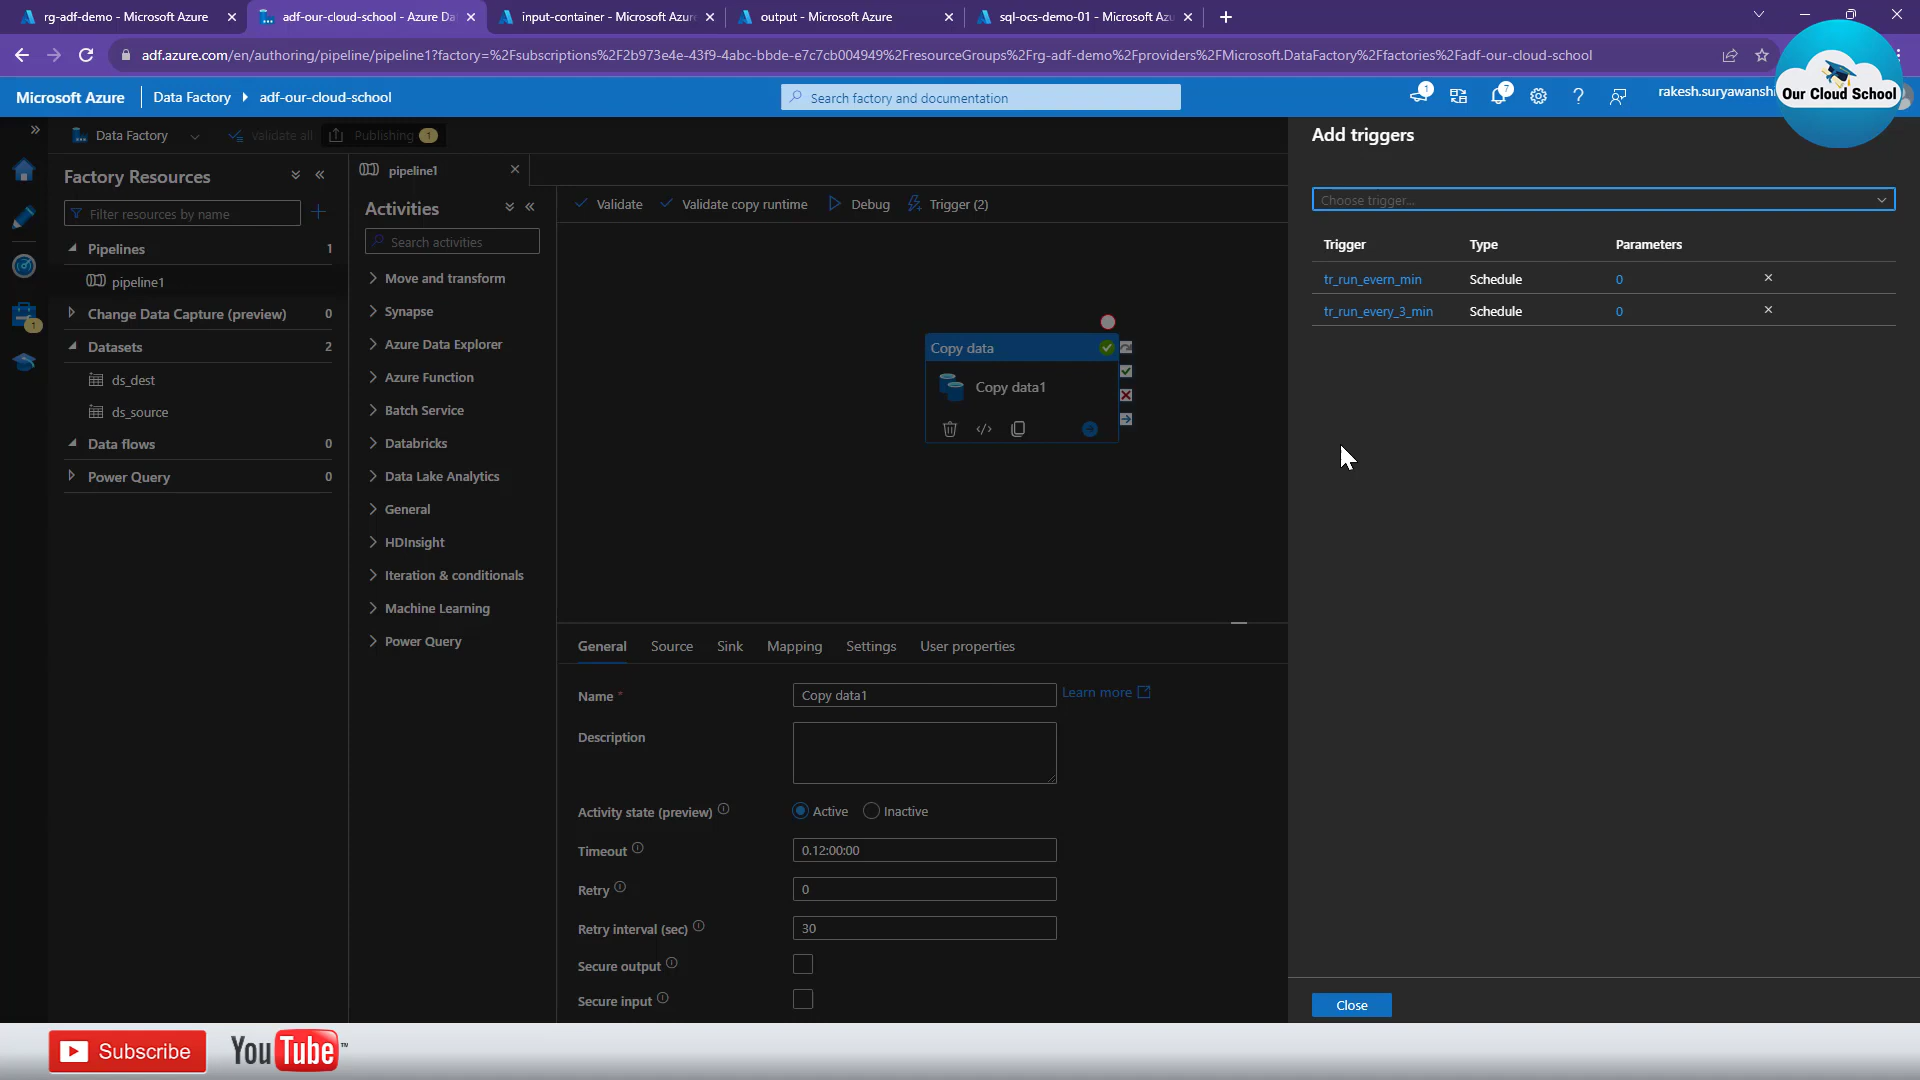 rg-adf-demo - Microsoft Azure
adf-our-cloud-school - Azure Da
input-container - Microsoft Azure
output - Microsoft Azure
sql-ocs-demo-01 - Microsoft Az
adf.azure.com/en/authoring/pipeline/pipeline1?factory=%2Fsubscriptions%2F2b973e4e-43f9-4abc-bbde-e7c7cb004949%2FresourceGroups%2Frg-adf-demo%2Fproviders%2FMicrosoft.DataFactory%2Ffactories%2Fadf-our-cloud-school
Microsoft Azure
Data Factory
adf-our-cloud-school
Search factory and documentation
1
7
rakesh.suryawanshi
Our Cloud School
Data Factory
Validate all
Publishing 1
Add triggers
Factory Resources
Filter resources by name
Pipelines 1
pipeline1
Change Data Capture (preview) 0
1
Datasets 2
ds_dest
ds_source
Data flows 0
Power Query 0
pipeline1
Activities
Search activities
Move and transform
Synapse
Azure Data Explorer
Azure Function
Batch Service
Databricks
Data Lake Analytics
General
HDInsight
Iteration & conditionals
Machine Learning
Power Query
Validate
Validate copy runtime
Debug
Trigger (2)
Copy data
Copy data1
General Source Sink Mapping Settings User properties
Name *
Copy data1
Learn more
Description
Activity state (preview)
Active
Inactive
Timeout
0.12:00:00
Retry
0
Retry interval (sec)
30
Secure output
Secure input
Choose trigger...
Trigger Type Parameters
tr_run_evern_min Schedule 0
tr_run_every_3_min Schedule 0
Close
Subscribe
YouTube™